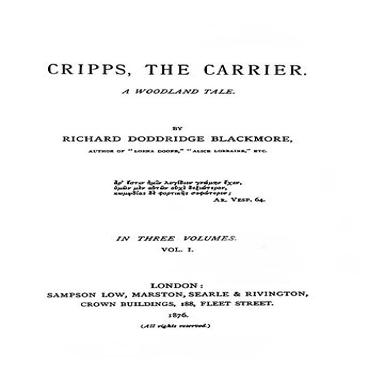 CRIPPS, THE CARRIER.
A WOODLAND TALE.
BY
RICHARD DODDRIDGE BLACKMORE,
AUTHOR OF "LORNA DOONE," "ALICE LORRAINE," ETC.
ἀρ' ἔστιν ἡμῖν λογίδιον γνώμην ἔχον,
ὑμῶν μὲν αὐτῶν οὐχὶ δεξιώτερον,
κωμῳδίας δὲ φορτικῆς σοφώτερον;
AR. VESP. 64.
IN THREE VOLUMES.
VOL. I.
LONDON:
SAMPSON LOW, MARSTON, SEARLE & RIVINGTON,
CROWN BUILDINGS, 188, FLEET STREET.
1876.
(All rights reserved.)